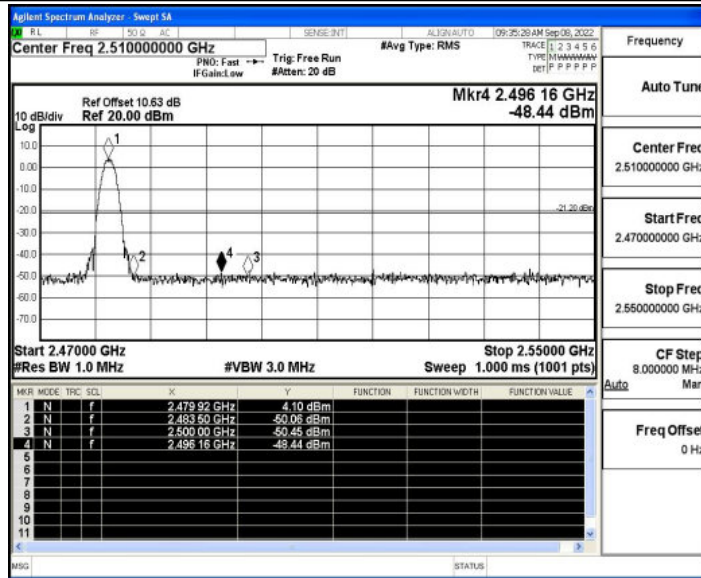 Agilent Spectrum Analyzer - Swept SA
RL RF 50 Ω AC SENSE:INT ALIGNAUTO 09:35:28 AM Sep 08, 2022
Center Freq 2.510000000 GHz #Avg Type: RMS TRACE 1 2 3 4 5 6
PNO: Fast Trig: Free Run TYPE MWWWWW
IFGain:Low #Atten: 20 dB DET P P P P P P
Frequency
Auto Tune
Ref Offset 10.63 dB Mkr4 2.496 16 GHz
10 dB/div Ref 20.00 dBm -48.44 dBm
Log
10.0
0.00
-10.0
-20.0
-30.0
-40.0
-50.0
-60.0
-70.0
1
2
4
3
-21.20 dBm
Start 2.47000 GHz Stop 2.55000 GHz
#Res BW 1.0 MHz #VBW 3.0 MHz Sweep 1.000 ms (1001 pts)
Center Freq
2.510000000 GHz
Start Freq
2.470000000 GHz
Stop Freq
2.550000000 GHz
CF Step
8.000000 MHz
Auto Man
Freq Offset
0 Hz
MKR MODE TRC SCL X Y FUNCTION FUNCTION WIDTH FUNCTION VALUE
1 N f 2.479 92 GHz 4.10 dBm
2 N f 2.483 50 GHz -50.06 dBm
3 N f 2.500 00 GHz -50.45 dBm
4 N f 2.496 16 GHz -48.44 dBm
5
6
7
8
9
10
11
MSG STATUS